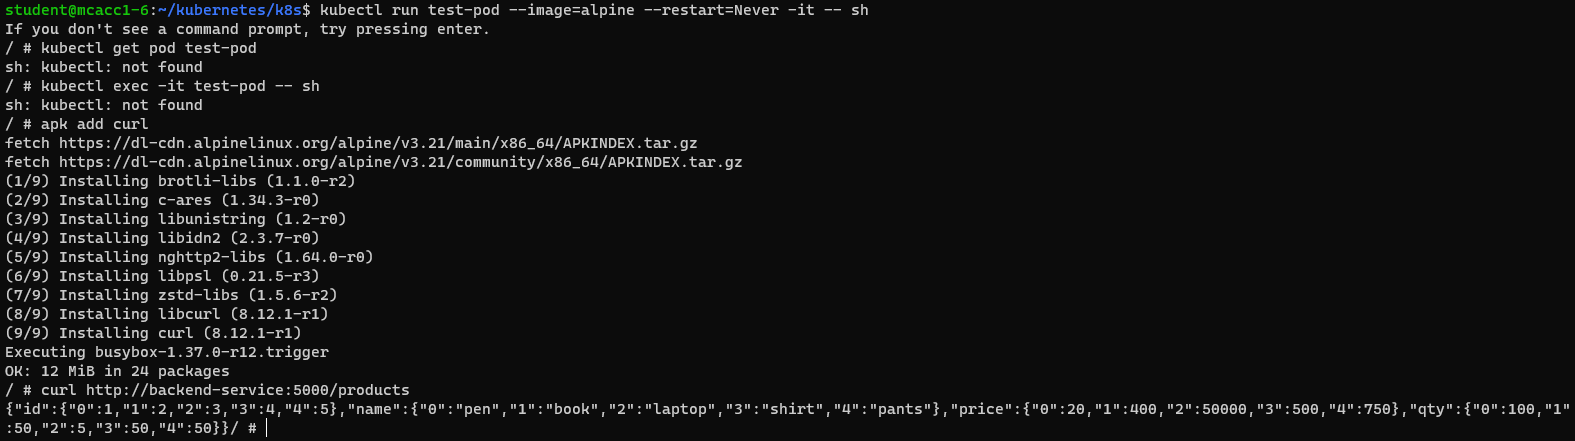 student@mcacc1-6:~/kubernetes/k8s$ kubectl run test-pod --image=alpine --restart=Never -it -- sh
If you don't see a command prompt, try pressing enter.
/ # kubectl get pod test-pod
sh: kubectl: not found
/ # kubectl exec -it test-pod -- sh
sh: kubectl: not found
/ # apk add curl
fetch https://dl-cdn.alpinelinux.org/alpine/v3.21/main/x86_64/APKINDEX.tar.gz
fetch https://dl-cdn.alpinelinux.org/alpine/v3.21/community/x86_64/APKINDEX.tar.gz
(1/9) Installing brotli-libs (1.1.0-r2)
(2/9) Installing c-ares (1.34.3-r0)
(3/9) Installing libunistring (1.2-r0)
(4/9) Installing libidn2 (2.3.7-r0)
(5/9) Installing nghttp2-libs (1.64.0-r0)
(6/9) Installing libpsl (0.21.5-r3)
(7/9) Installing zstd-libs (1.5.6-r2)
(8/9) Installing libcurl (8.12.1-r1)
(9/9) Installing curl (8.12.1-r1)
Executing busybox-1.37.0-r12.trigger
OK: 12 MiB in 24 packages
/ # curl http://backend-service:5000/products
{"id":{"0":1,"1":2,"2":3,"3":4,"4":5},"name":{"0":"pen","1":"book","2":"laptop","3":"shirt","4":"pants"},"price":{"0":20,"1":400,"2":50000,"3":500,"4":750},"qty":{"0":100,"1"
:50,"2":5,"3":50,"4":50}}/ #